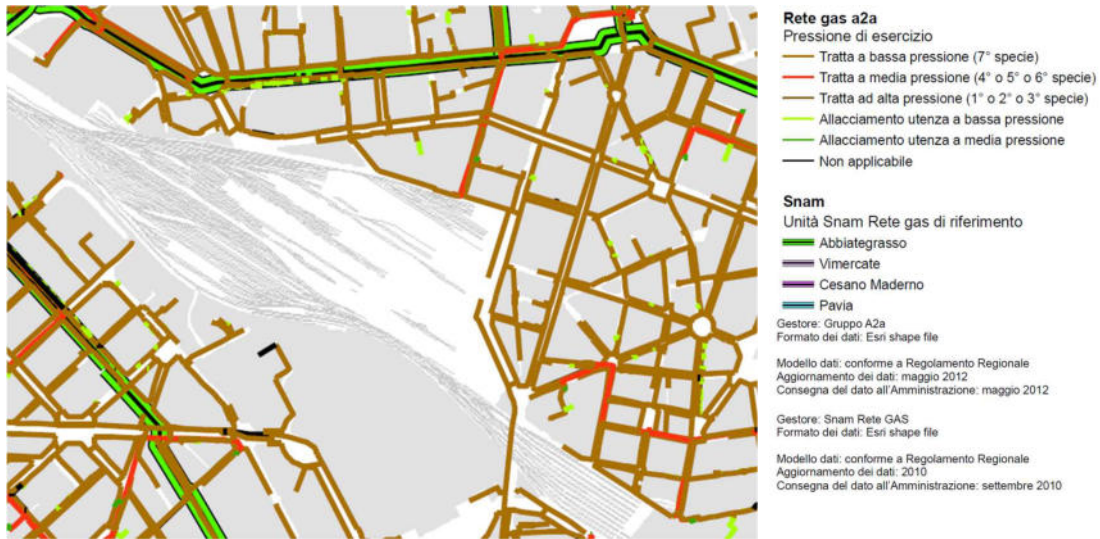 Rete gas a2a
Pressione di esercizio
Tratta a bassa pressione (7° specie)
Tratta a media pressione (4° o 5° o 6° specie)
Tratta ad alta pressione (1° o 2° o 3° specie)
Allacciamento utenza a bassa pressione
Allacciamento utenza a media pressione
Non applicabile
Snam
Unità Snam Rete gas di riferimento
Abbiategrasso
Vimercate
Cesano Maderno
Pavia
Gestore: Gruppo A2a
Formato dei dati: Esri shape file
Modello dati: conforme a Regolamento Regionale
Aggiornamento dei dati: maggio 2012
Consegna del dato all'Amministrazione: maggio 2012
Gestore: Snam Rete GAS
Formato dei dati: Esri shape file
Modello dati: conforme a Regolamento Regionale
Aggiornamento dei dati: 2010
Consegna del dato all'Amministrazione: settembre 2010